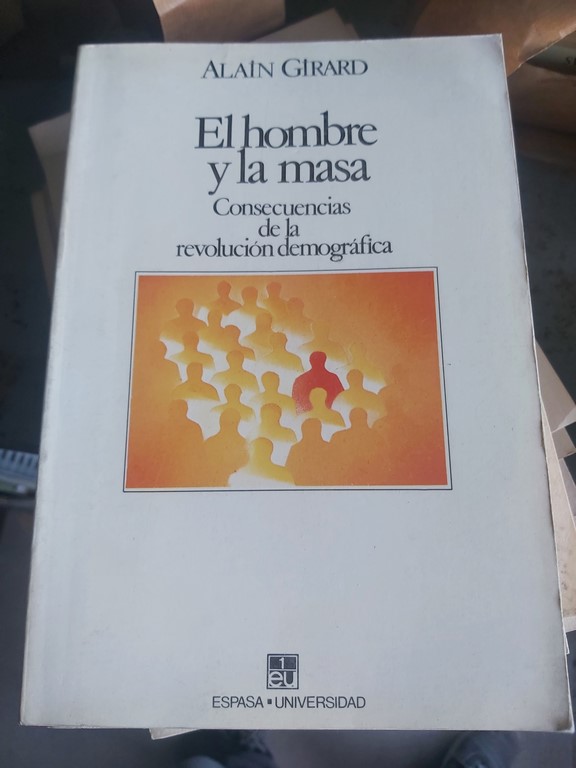 ALAIN GIRARD
El hombre
y la masa
Consecuencias
de la
revolución demográfica
1
eu
ESPASA ▪ UNIVERSIDAD